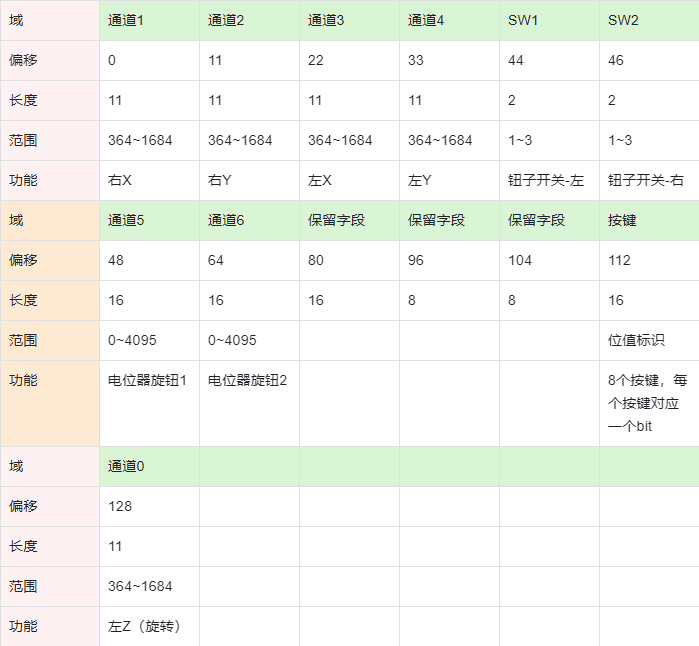 域 通道1 通道2 通道3 通道4 SW1 SW2
偏移 0 11 22 33 44 46
长度 11 11 11 11 2 2
范围 364~1684 364~1684 364~1684 364~1684 1~3 1~3
功能 右X 右Y 左X 左Y 钮子开关-左 钮子开关-右
域 通道5 通道6 保留字段 保留字段 保留字段 按键
偏移 48 64 80 96 104 112
长度 16 16 16 8 8 16
范围 0~4095 0~4095 位值标识
功能 电位器旋钮1 电位器旋钮2 8个按键，每
个按键对应
一个bit
域 通道0
偏移 128
长度 11
范围 364~1684
功能 左Z（旋转）